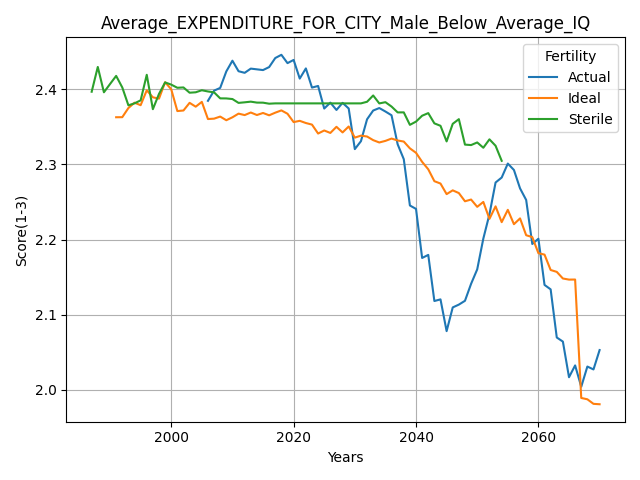 Average_EXPENDITURE_FOR_CITY_Male_Below_Average_IQ
Fertility
Actual
Ideal
Sterile
Score(1-3)
2.4
2.3
2.2
2.1
2.0
2000
2020
2040
2060
Years